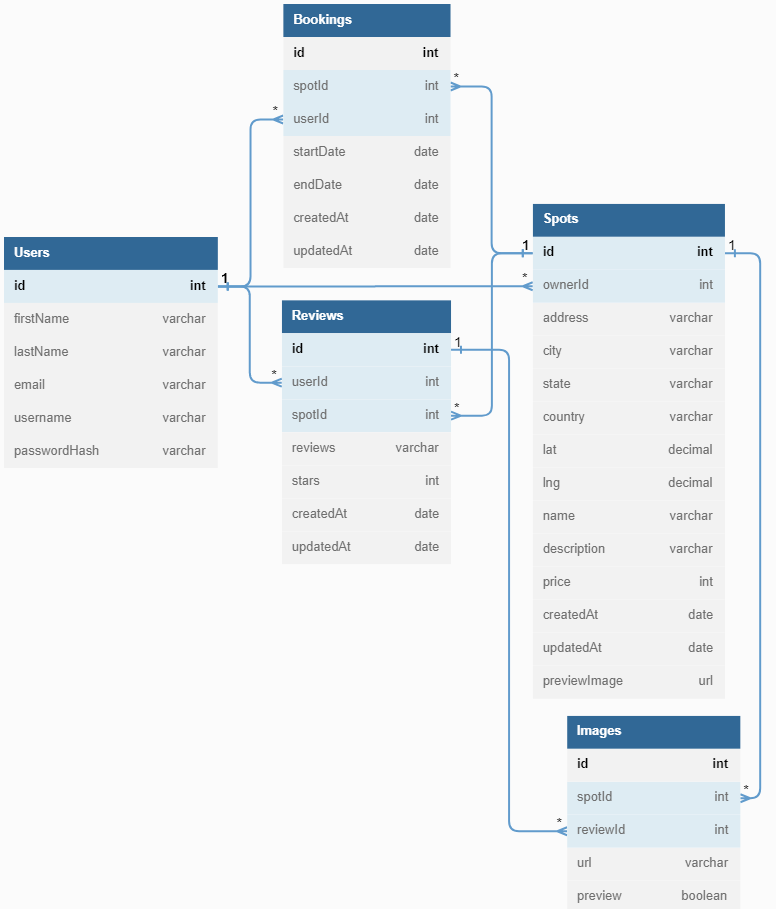 Bookings
id int
spotId int
userId int
startDate date
endDate date
createdAt date
updatedAt date
*
*
Users
id int
firstName varchar
lastName varchar
email varchar
username varchar
passwordHash varchar
1
Reviews
id int
userId int
spotId int
reviews varchar
stars int
createdAt date
updatedAt date
1
*
*
Spots
id int
ownerId int
address varchar
city varchar
state varchar
country varchar
lat decimal
lng decimal
name varchar
description varchar
price int
createdAt date
updatedAt date
previewImage url
1
1
*
Images
id int
spotId int
reviewId int
url varchar
preview boolean
*
*